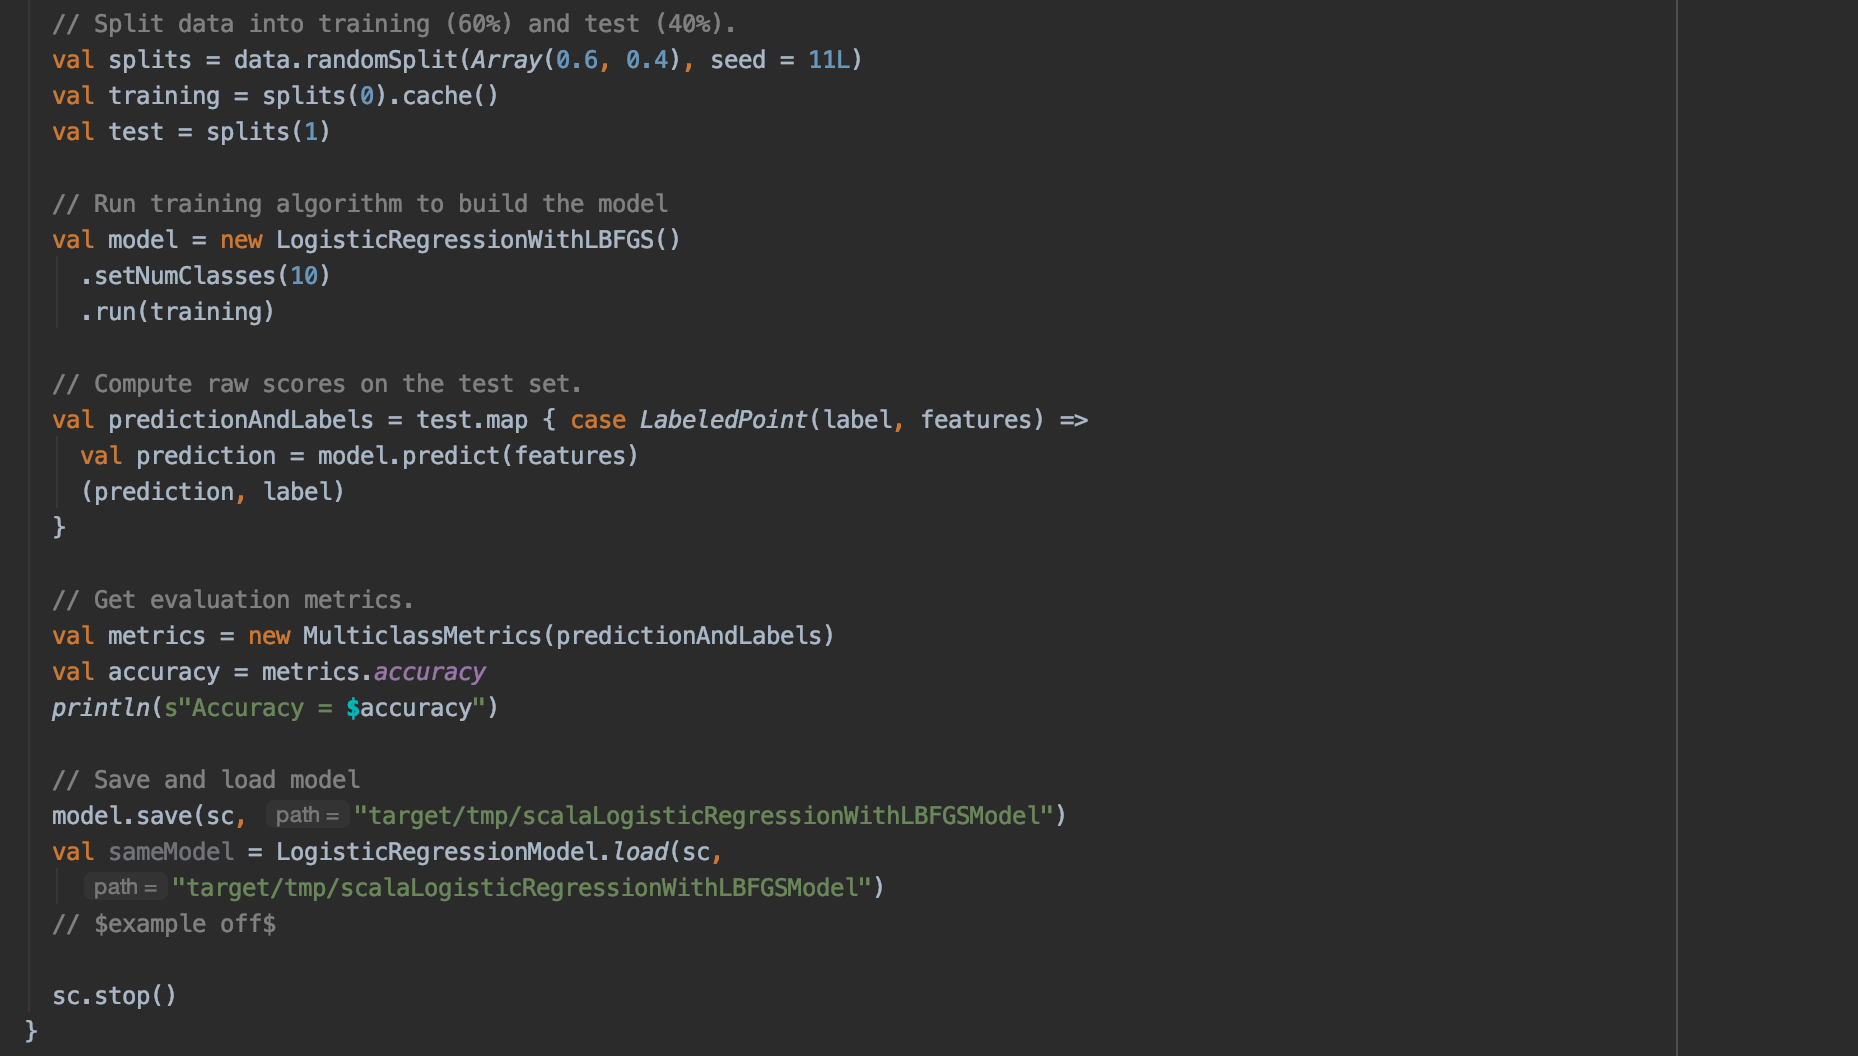 // Split data into training (60%) and test (40%).
val splits = data.randomSplit(Array(0.6, 0.4), seed = 11L)
val training = splits(0).cache()
val test = splits(1)
// Run training algorithm to build the model
val model = new LogisticRegressionWithLBFGS()
.setNumClasses(10)
.run(training)
// Compute raw scores on the test set.
val predictionAndLabels = test.map { case LabeledPoint(label, features) =>
val prediction = model.predict(features)
(prediction, label)
}
// Get evaluation metrics.
val metrics = new MulticlassMetrics(predictionAndLabels)
val accuracy = metrics.accuracy
println(s"Accuracy = $accuracy")
// Save and load model
model.save(sc, path = "target/tmp/scalaLogisticRegressionWithLBFGSModel")
val sameModel = LogisticRegressionModel.load(sc,
path = "target/tmp/scalaLogisticRegressionWithLBFGSModel")
// $example off$
sc.stop()
}